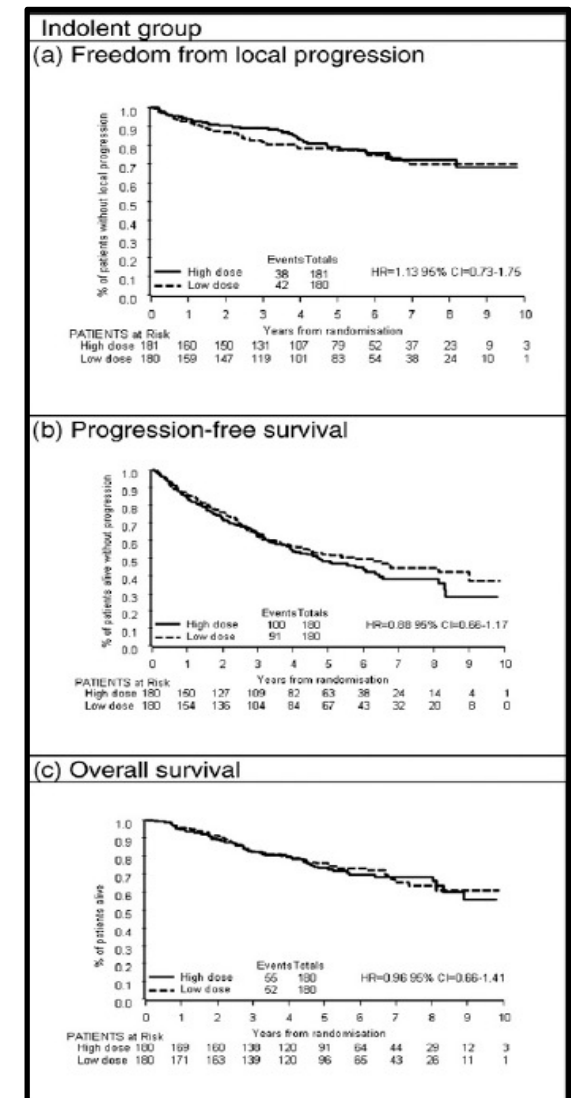 Indolent group
(a) Freedom from local progression
% of patients without local progression
1.0
0.9
0.8
0.7
0.6
0.5
0.4
0.3
0.2
0.1
0.0
Events Totals
High dose 38 181 HR=1.13 95% CI=0.73-1.75
Low dose 42 180
0 1 2 3 4 5 6 7 8 9 10
PATIENTS at Risk Years from randomisation
High dose 181 160 150 131 107 79 52 37 23 9 3
Low dose 180 159 147 119 101 83 54 38 24 10 1
(b) Progression-free survival
% of patients alive without progression
1.0
0.9
0.8
0.7
0.6
0.5
0.4
0.3
0.2
0.1
0.0
Events Totals
High dose 100 180 HR=0.88 95% CI=0.66-1.17
Low dose 91 180
0 1 2 3 4 5 6 7 8 9 10
PATIENTS at Risk Years from randomisation
High dose 180 150 127 109 82 63 38 24 14 4 1
Low dose 180 154 136 104 84 67 43 32 20 8 0
(c) Overall survival
% of patients alive
1.0
0.9
0.8
0.7
0.6
0.5
0.4
0.3
0.2
0.1
0.0
Events Totals
High dose 55 180 HR=0.96 95% CI=0.66-1.41
Low dose 52 180
0 1 2 3 4 5 6 7 8 9 10
PATIENTS at Risk Years from randomisation
High dose 180 169 160 138 120 91 64 44 29 12 3
Low dose 180 171 163 139 120 96 65 43 26 11 1